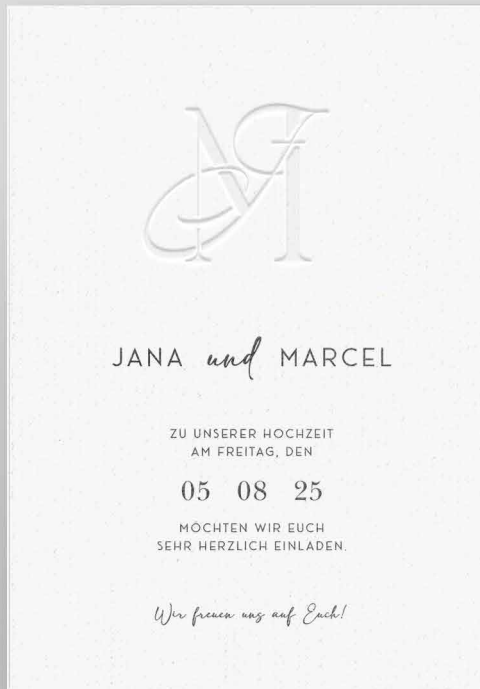 MJ
JANA und MARCEL
ZU UNSERER HOCHZEIT
AM FREITAG, DEN
05 08 25
MÖCHTEN WIR EUCH
SEHR HERZLICH EINLADEN.
Wir freuen uns auf Euch!